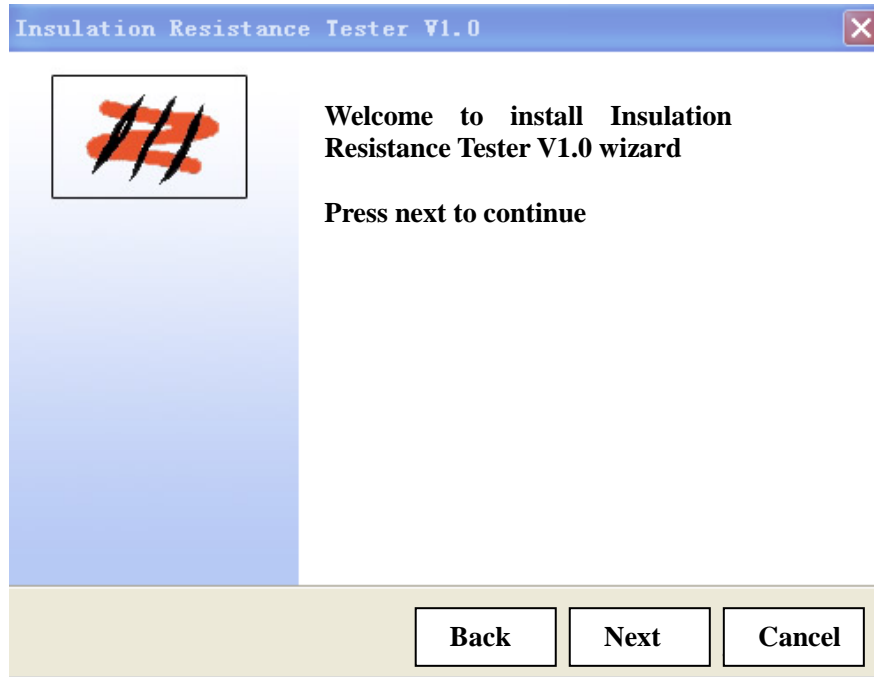 Insulation Resistance Tester V1.0
Welcome to install Insulation
Resistance Tester V1.0 wizard
Press next to continue
Back
Next
Cancel